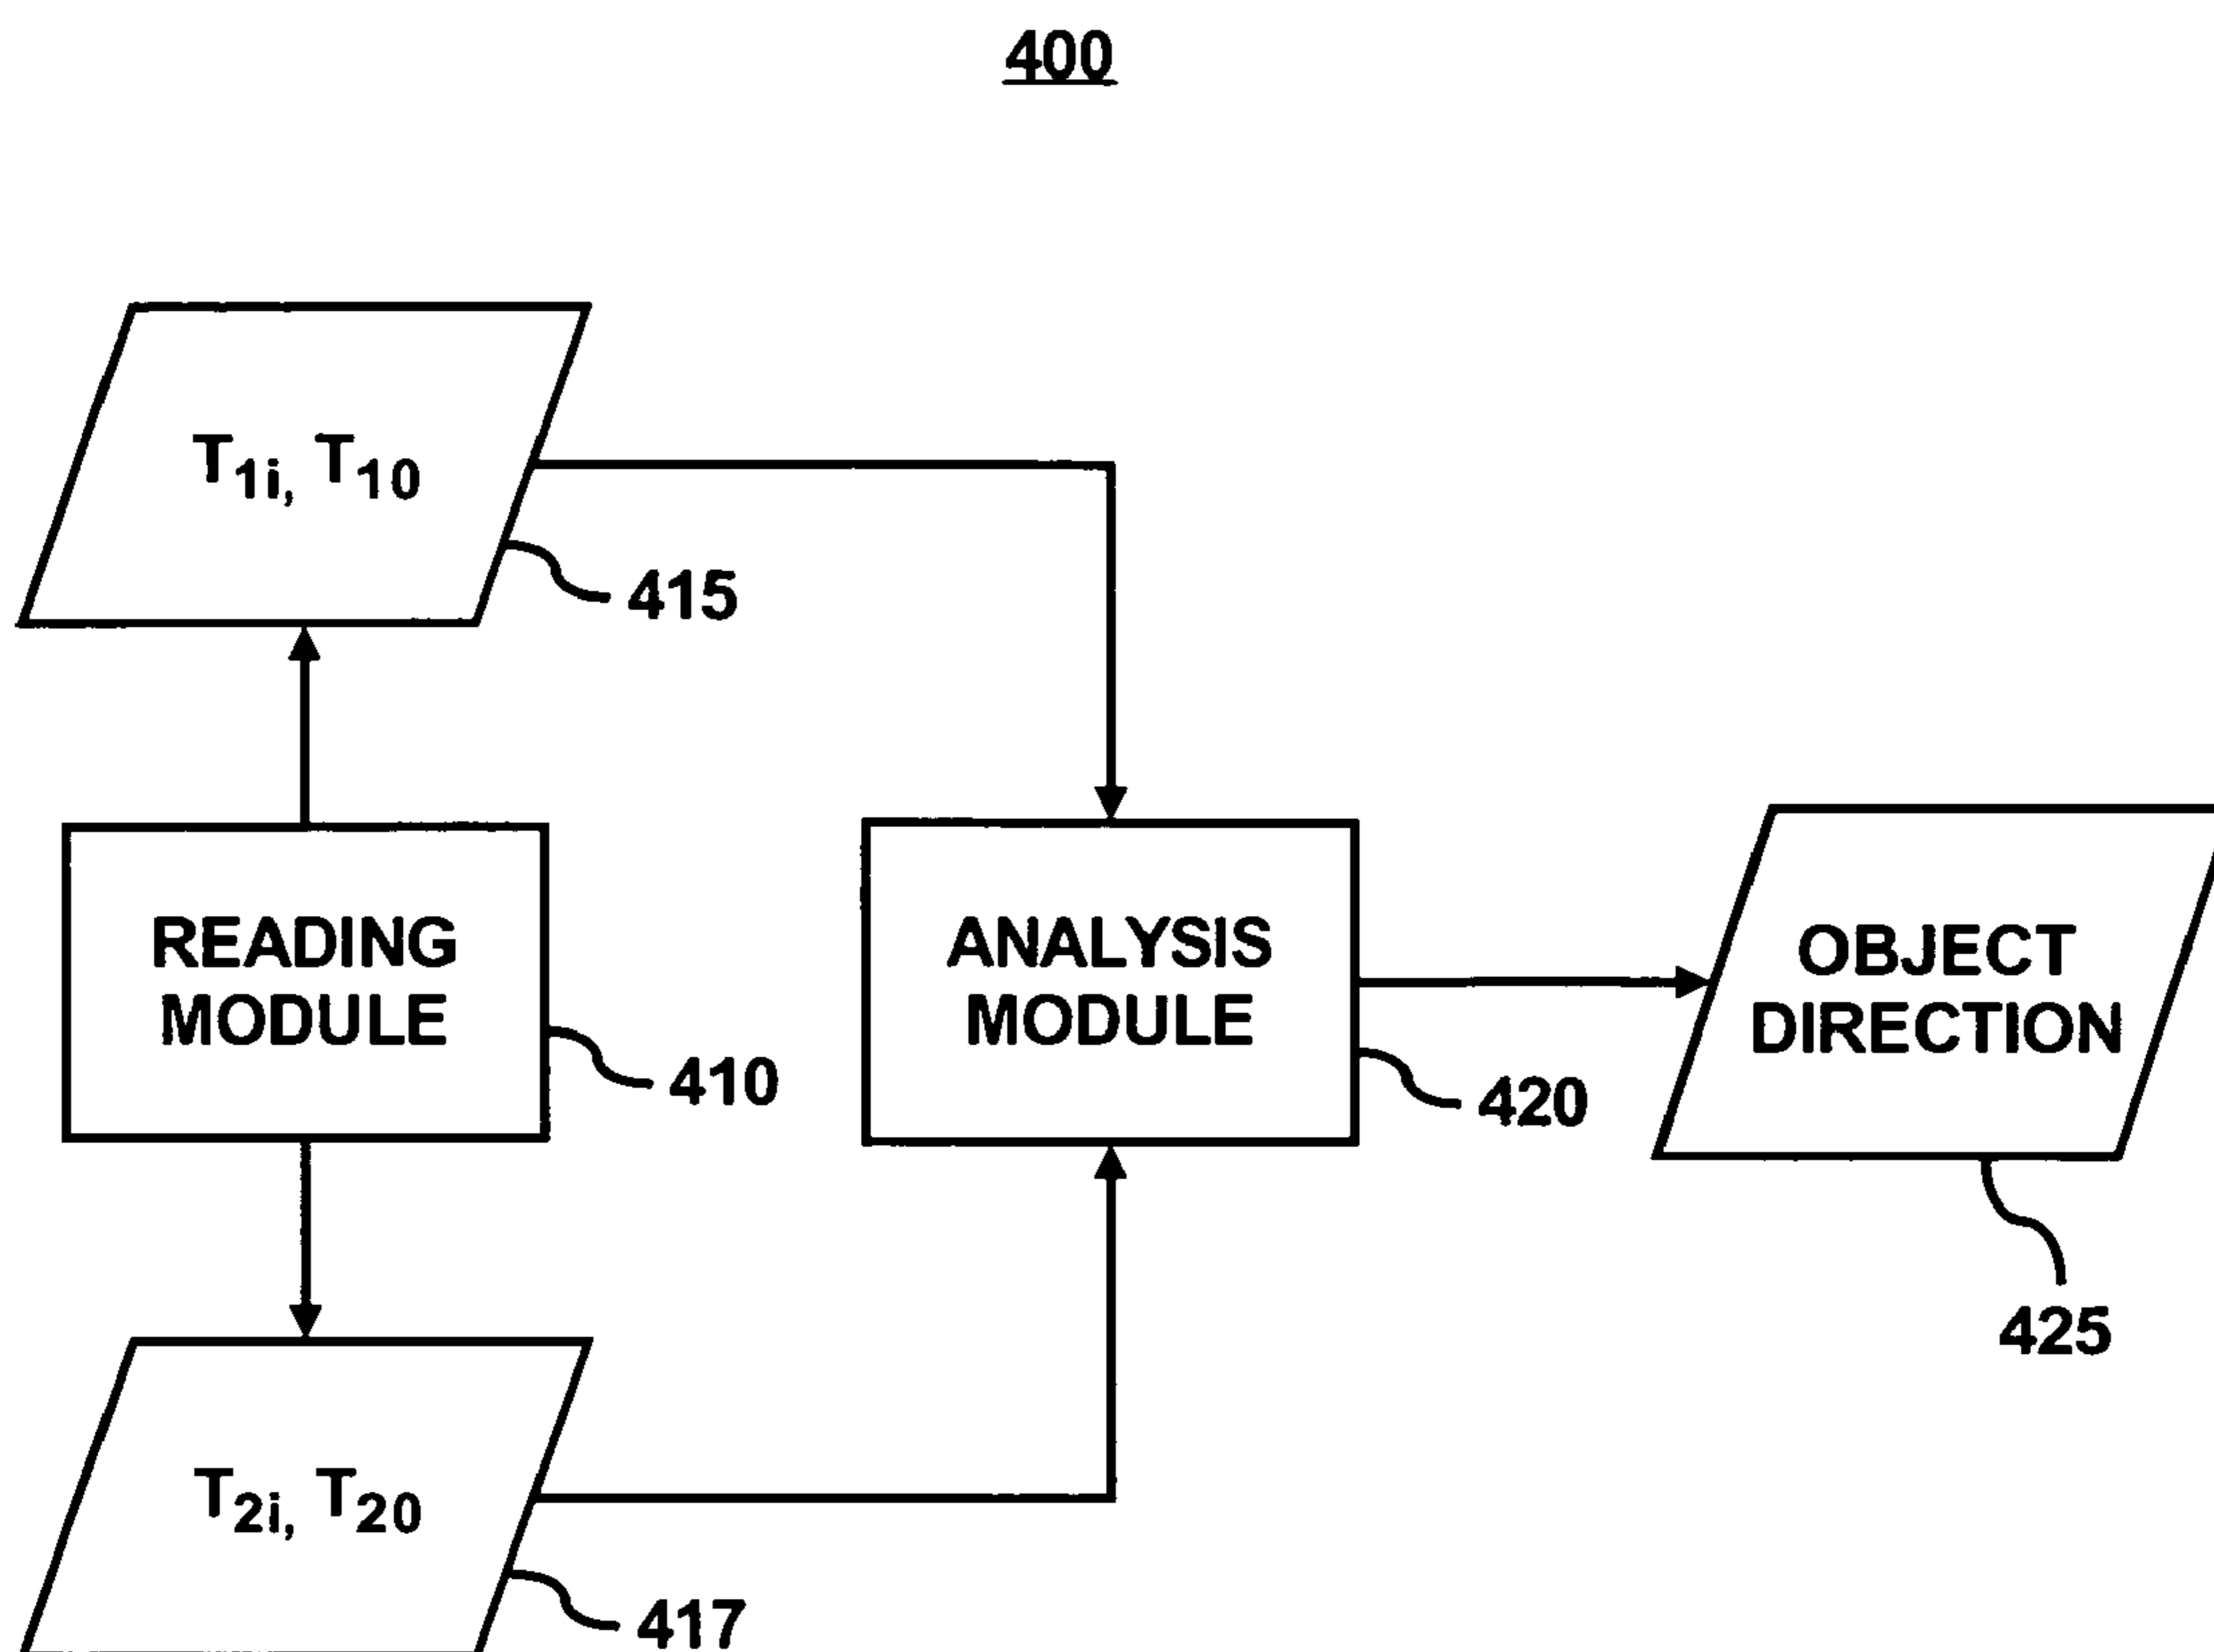 400
T1i, T10
415
READING
MODULE
410
ANALYSIS
MODULE
420
OBJECT
DIRECTION
425
T2i, T20
417